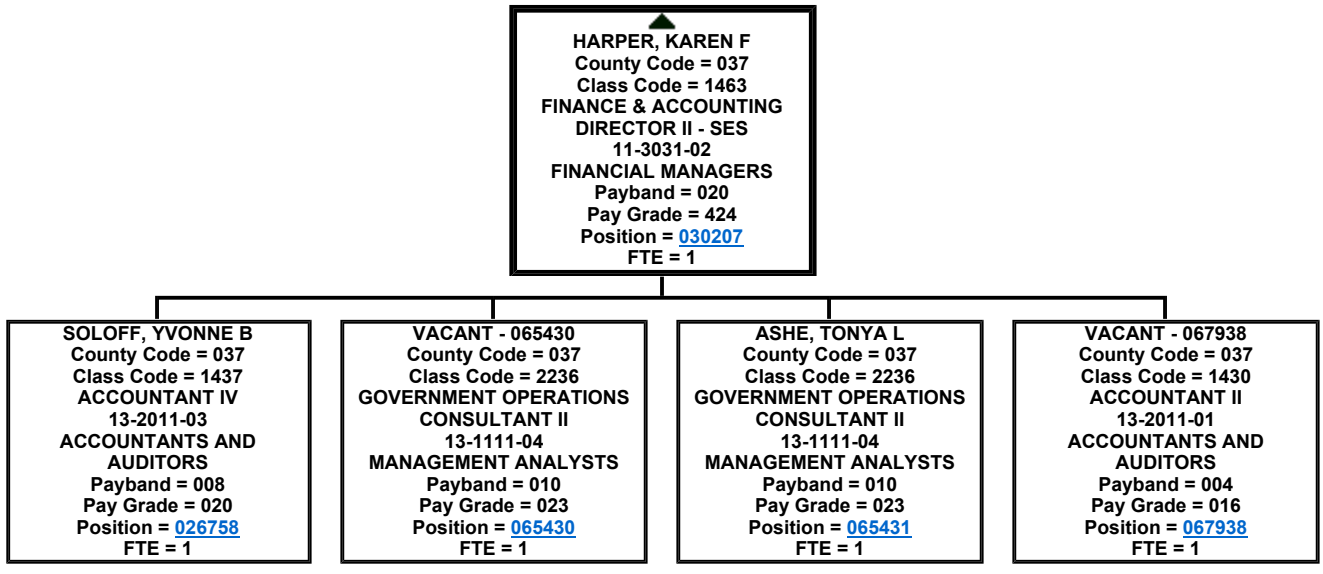 HARPER, KAREN F
County Code = 037
Class Code = 1463
FINANCE & ACCOUNTING
DIRECTOR II - SES
11-3031-02
FINANCIAL MANAGERS
Payband = 020
Pay Grade = 424
Position = 030207
FTE = 1
SOLOFF, YVONNE B
County Code = 037
Class Code = 1437
ACCOUNTANT IV
13-2011-03
ACCOUNTANTS AND
AUDITORS
Payband = 008
Pay Grade = 020
Position = 026758
FTE = 1
VACANT - 065430
County Code = 037
Class Code = 2236
GOVERNMENT OPERATIONS
CONSULTANT II
13-1111-04
MANAGEMENT ANALYSTS
Payband = 010
Pay Grade = 023
Position = 065430
FTE = 1
ASHE, TONYA L
County Code = 037
Class Code = 2236
GOVERNMENT OPERATIONS
CONSULTANT II
13-1111-04
MANAGEMENT ANALYSTS
Payband = 010
Pay Grade = 023
Position = 065431
FTE = 1
VACANT - 067938
County Code = 037
Class Code = 1430
ACCOUNTANT II
13-2011-01
ACCOUNTANTS AND
AUDITORS
Payband = 004
Pay Grade = 016
Position = 067938
FTE = 1